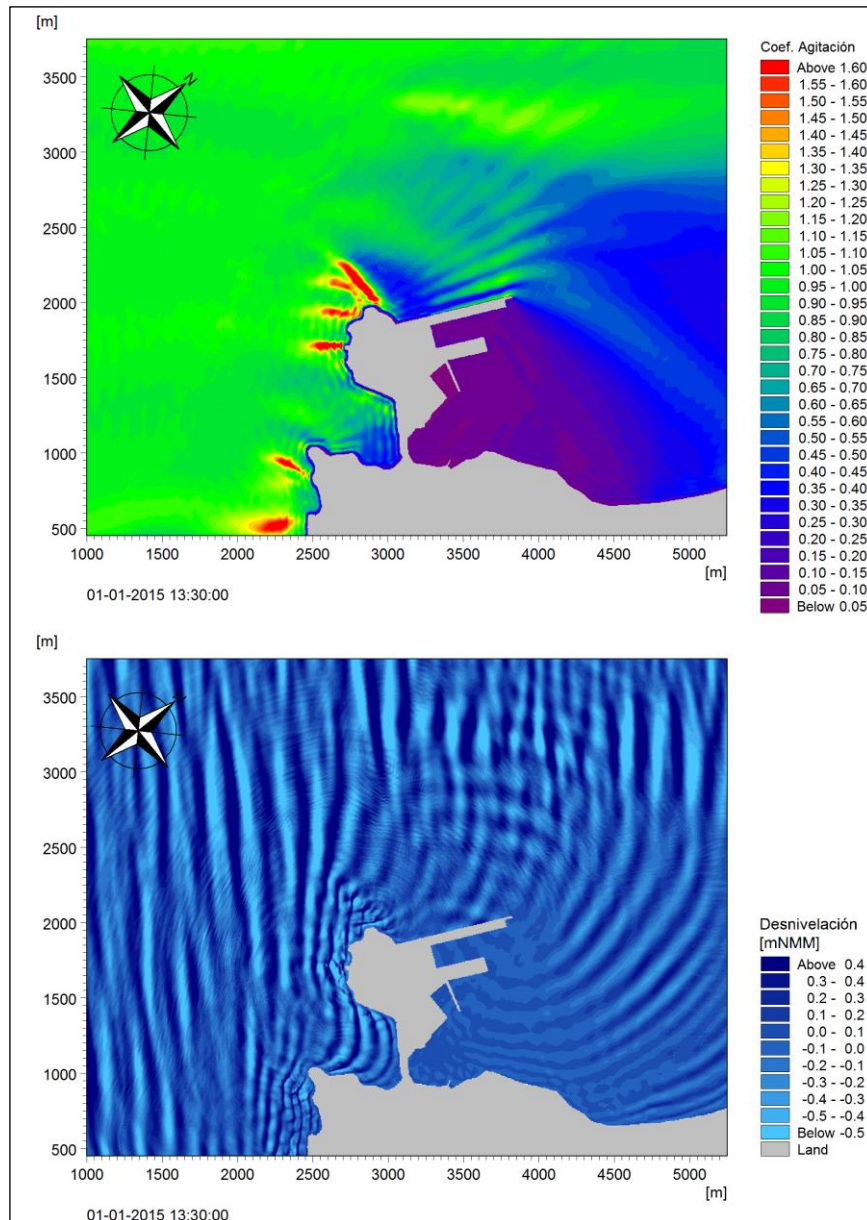 [m]
3500
3000
2500
2000
1500
1000
500
1000 1500 2000 2500 3000 3500 4000 4500 5000
[m]
01-01-2015 13:30:00
N
Coef. Agitación
Above 1.60
1.55 - 1.60
1.50 - 1.55
1.45 - 1.50
1.40 - 1.45
1.35 - 1.40
1.30 - 1.35
1.25 - 1.30
1.20 - 1.25
1.15 - 1.20
1.10 - 1.15
1.05 - 1.10
1.00 - 1.05
0.95 - 1.00
0.90 - 0.95
0.85 - 0.90
0.80 - 0.85
0.75 - 0.80
0.70 - 0.75
0.65 - 0.70
0.60 - 0.65
0.55 - 0.60
0.50 - 0.55
0.45 - 0.50
0.40 - 0.45
0.35 - 0.40
0.30 - 0.35
0.25 - 0.30
0.20 - 0.25
0.15 - 0.20
0.10 - 0.15
0.05 - 0.10
Below 0.05
[m]
3500
3000
2500
2000
1500
1000
500
1000 1500 2000 2500 3000 3500 4000 4500 5000
[m]
01-01-2015 13:30:00
N
Desnivelación
[mNMM]
Above 0.4
0.3 - 0.4
0.2 - 0.3
0.1 - 0.2
0.0 - 0.1
-0.1 - 0.0
-0.2 - 0.1
-0.3 - 0.2
-0.4 - 0.3
-0.5 - 0.4
Below -0.5
Land